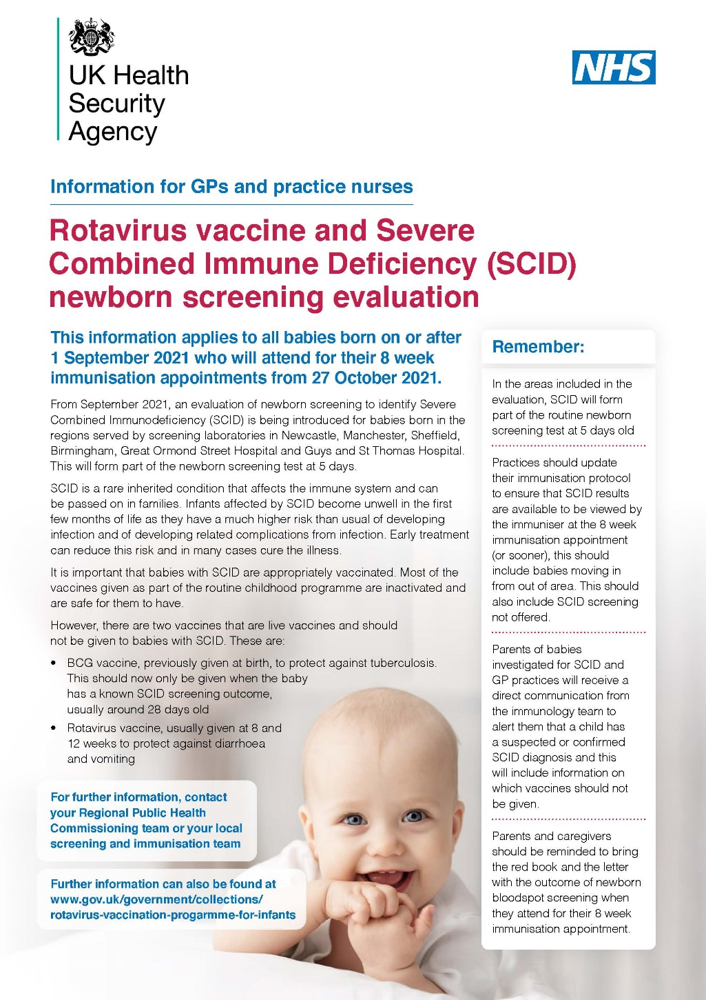 UK Health
Security
Agency
NHS
Information for GPs and practice nurses
Rotavirus vaccine and Severe
Combined Immune Deficiency (SCID)
newborn screening evaluation
This information applies to all babies born on or after
1 September 2021 who will attend for their 8 week
immunisation appointments from 27 October 2021.
From September 2021, an evaluation of newborn screening to identify Severe
Combined Immunodeficiency (SCID) is being introduced for babies born in the
regions served by screening laboratories in Newcastle, Manchester, Sheffield,
Birmingham, Great Ormond Street Hospital and Guys and St Thomas Hospital.
This will form part of the newborn screening test at 5 days.
SCID is a rare inherited condition that affects the immune system and can
be passed on in families. Infants affected by SCID become unwell in the first
few months of life as they have a much higher risk than usual of developing
infection and of developing related complications from infection. Early treatment
can reduce this risk and in many cases cure the illness.
It is important that babies with SCID are appropriately vaccinated. Most of the
vaccines given as part of the routine childhood programme are inactivated and
are safe for them to have.
However, there are two vaccines that are live vaccines and should
not be given to babies with SCID. These are:
• BCG vaccine, previously given at birth, to protect against tuberculosis.
This should now only be given when the baby
has a known SCID screening outcome,
usually around 28 days old
• Rotavirus vaccine, usually given at 8 and
12 weeks to protect against diarrhoea
and vomiting
For further information, contact
your Regional Public Health
Commissioning team or your local
screening and immunisation team
Further information can also be found at
www.gov.uk/government/collections/
rotavirus-vaccination-progarmme-for-infants
Remember:
In the areas included in the
evaluation, SCID will form
part of the routine newborn
screening test at 5 days old
Practices should update
their immunisation protocol
to ensure that SCID results
are available to be viewed by
the immuniser at the 8 week
immunisation appointment
(or sooner), this should
include babies moving in
from out of area. This should
also include SCID screening
not offered.
Parents of babies
investigated for SCID and
GP practices will receive a
direct communication from
the immunology team to
alert them that a child has
a suspected or confirmed
SCID diagnosis and this
will include information on
which vaccines should not
be given.
Parents and caregivers
should be reminded to bring
the red book and the letter
with the outcome of newborn
bloodspot screening when
they attend for their 8 week
immunisation appointment.